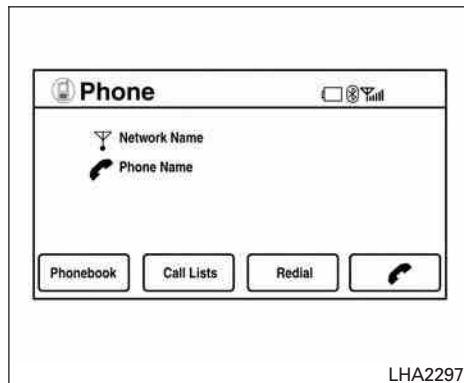 Phone
Network Name
Phone Name
Phonebook Call Lists Redial
LHA2297